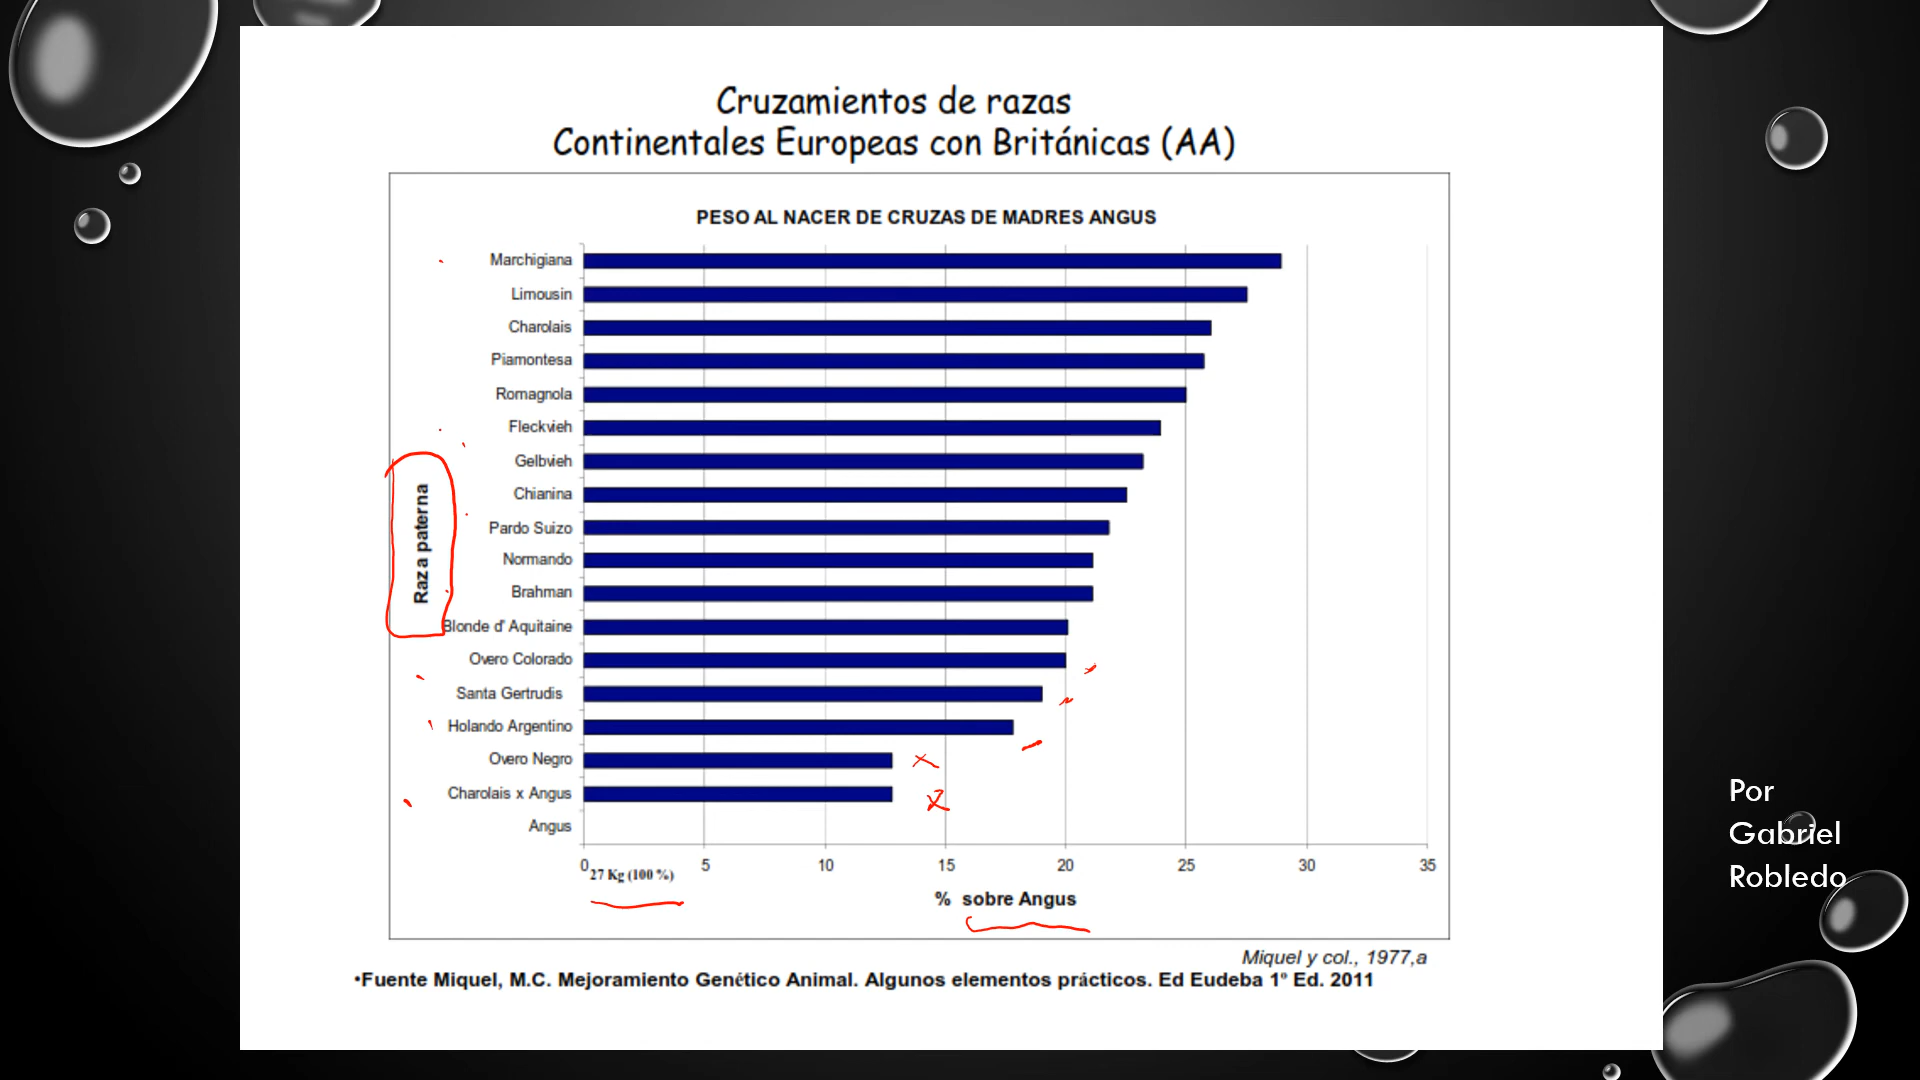 Cruzamientos de razas
Continentales Europeas con Británicas (AA)
PESO AL NACER DE CRUZAS DE MADRES ANGUS
Raza paterna
Marchigiana
Limousin
Charolais
Piamontesa
Romagnola
Fleckvieh
Gelbvieh
Chianina
Pardo Suizo
Normando
Brahman
Blonde d' Aquitaine
Overo Colorado
Santa Gertrudis
Holando Argentino
Overo Negro
Charolais x Angus
Angus
0 5 10 15 20 25 30 35
27 Kg (100 %)
% sobre Angus
Miquel y col., 1977,a
•Fuente Miquel, M.C. Mejoramiento Genético Animal. Algunos elementos prácticos. Ed Eudeba 1º Ed. 2011
Por
Gabriel
Robledo